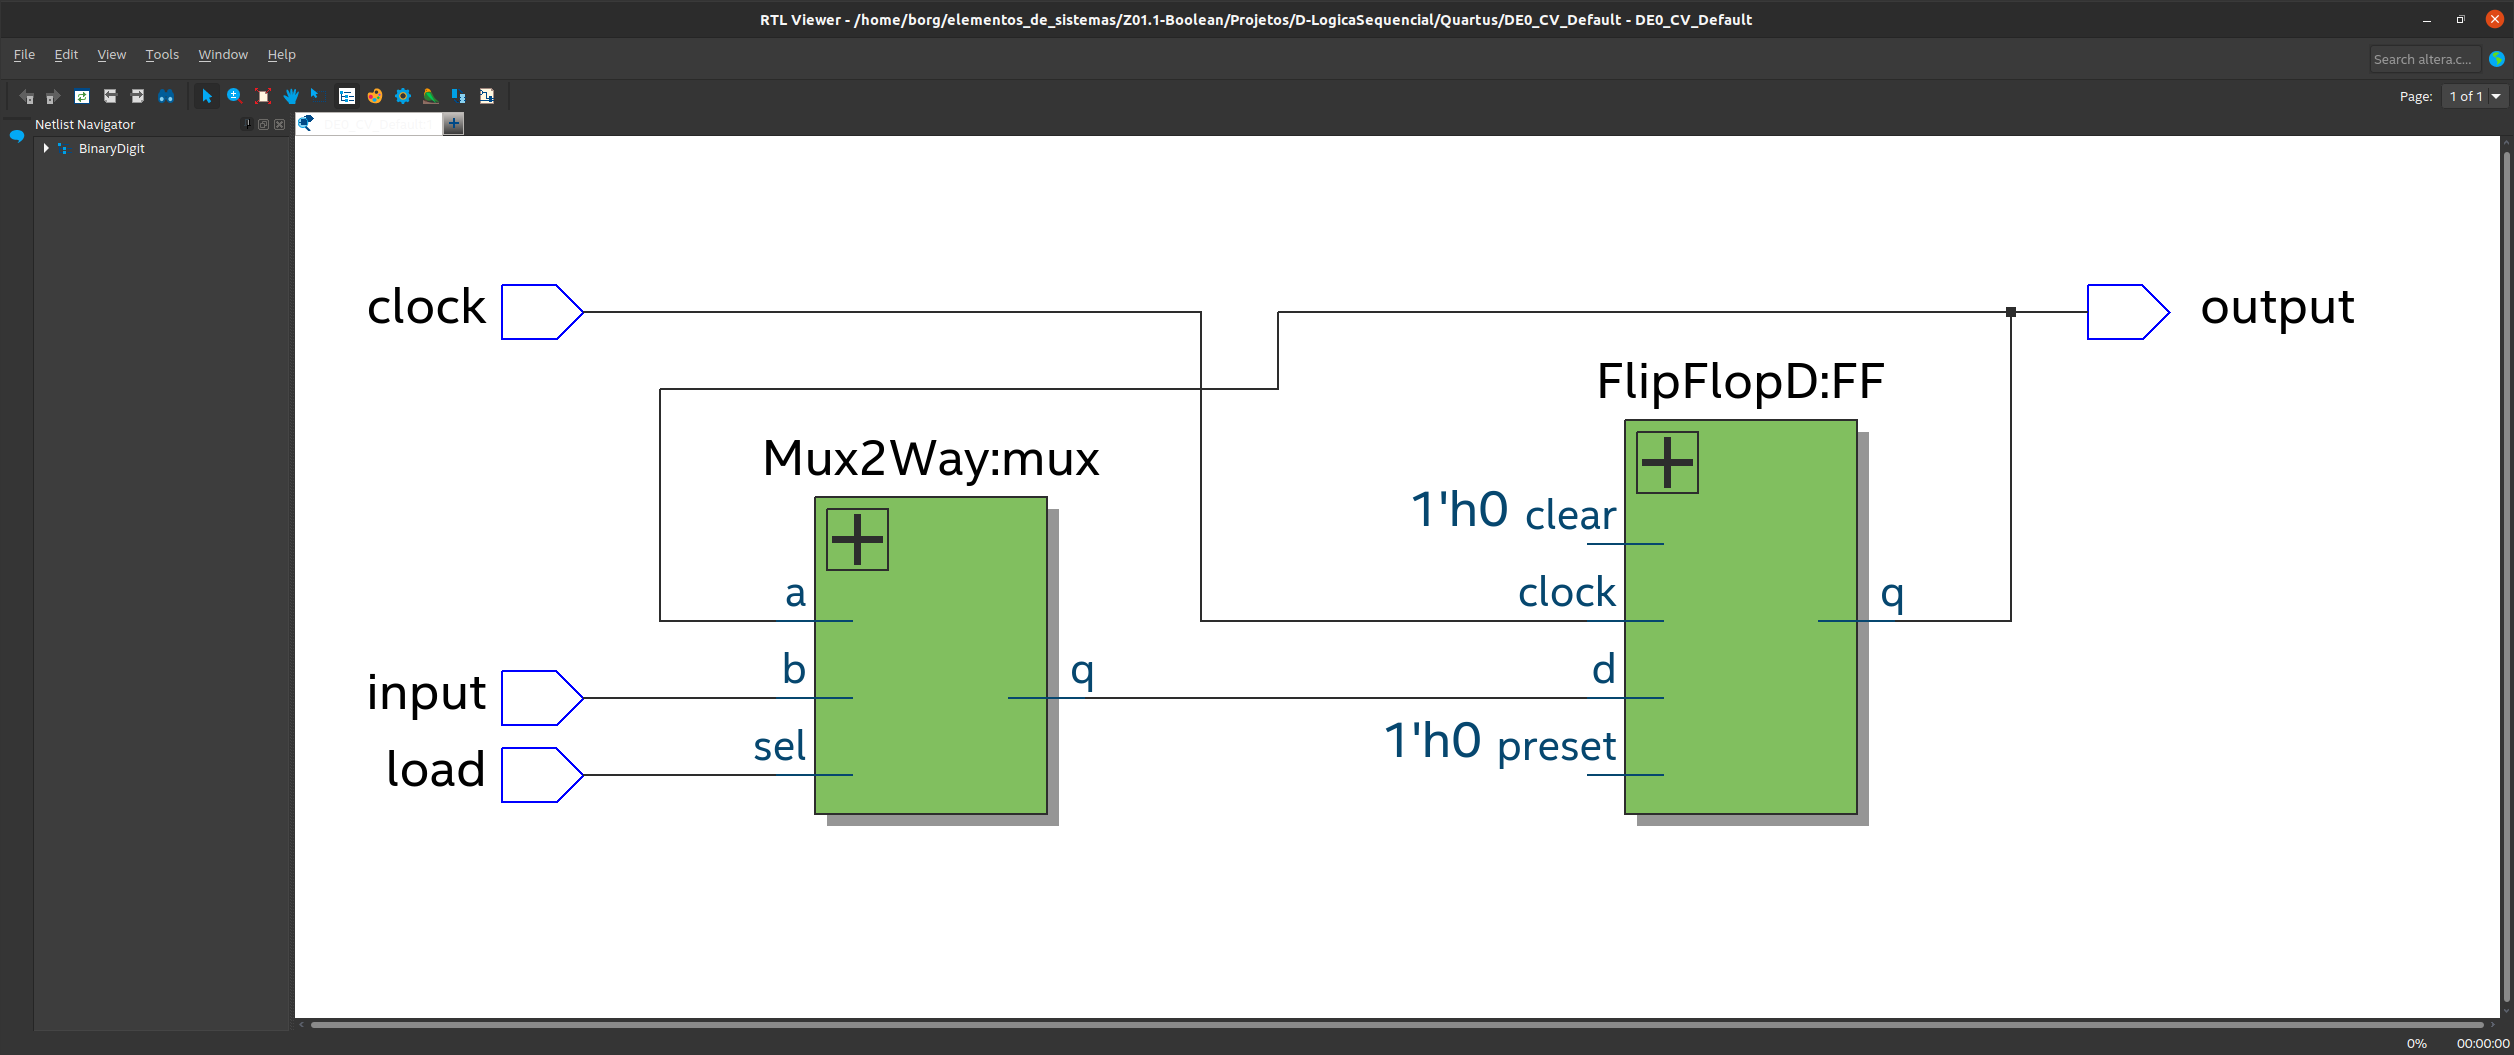 RTL Viewer - /home/borg/elementos_de_sistemas/Z01.1-Boolean/Projetos/D-LogicaSequencial/Quartus/DE0_CV_Default - DE0_CV_Default
File Edit View Tools Window Help
Search altera.c...
Page: 1 of 1
Netlist Navigator
BinaryDigit
clock
output
FlipFlopD:FF
Mux2Way:mux
1'h0 clear
a
clock
q
input
b
q
d
load
sel
1'h0 preset
0% 00:00:00